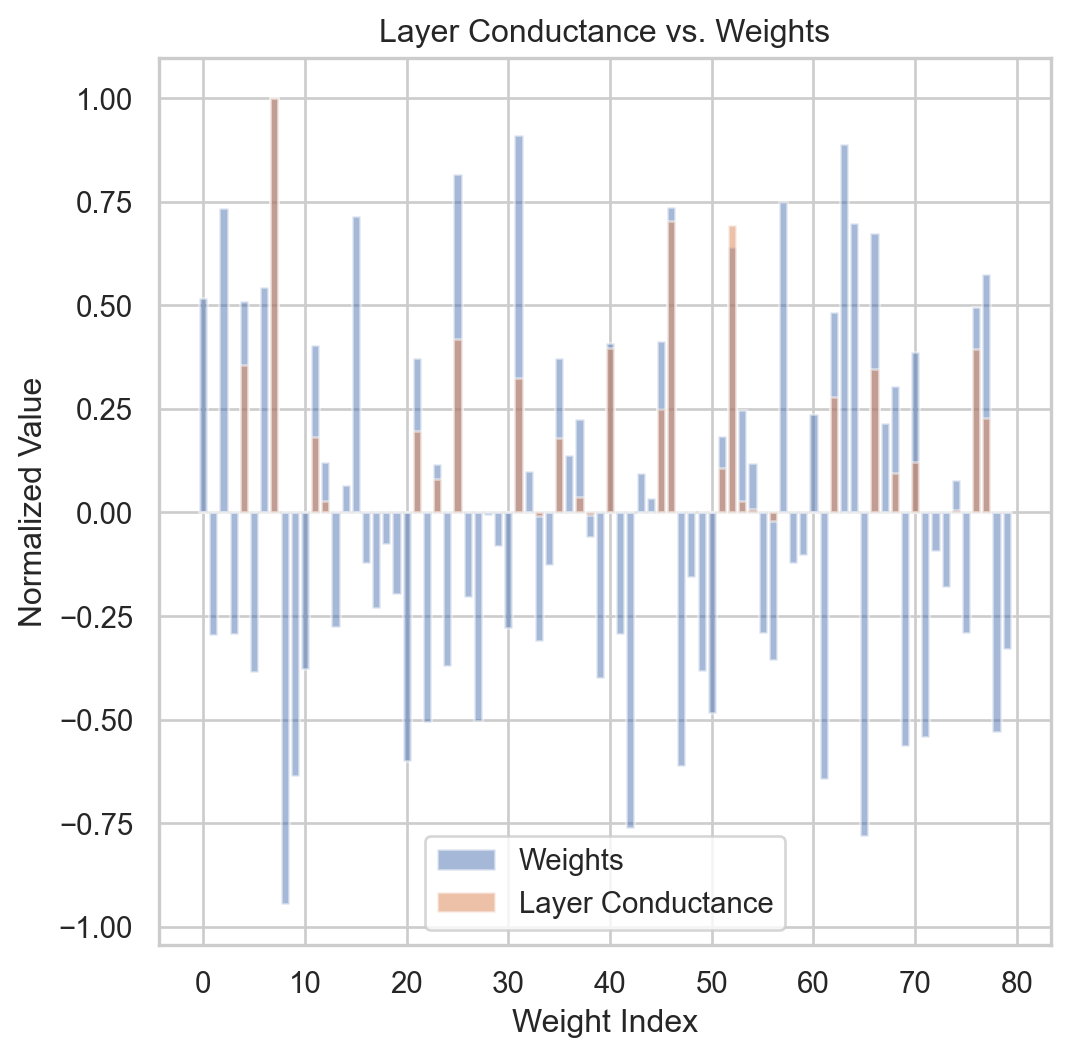 Layer Conductance vs. Weights
1.00
0.75
0.50
0.25
0.00
−0.25
−0.50
−0.75
−1.00
Normalized Value
Weights
Layer Conductance
0 10 20 30 40 50 60 70 80
Weight Index